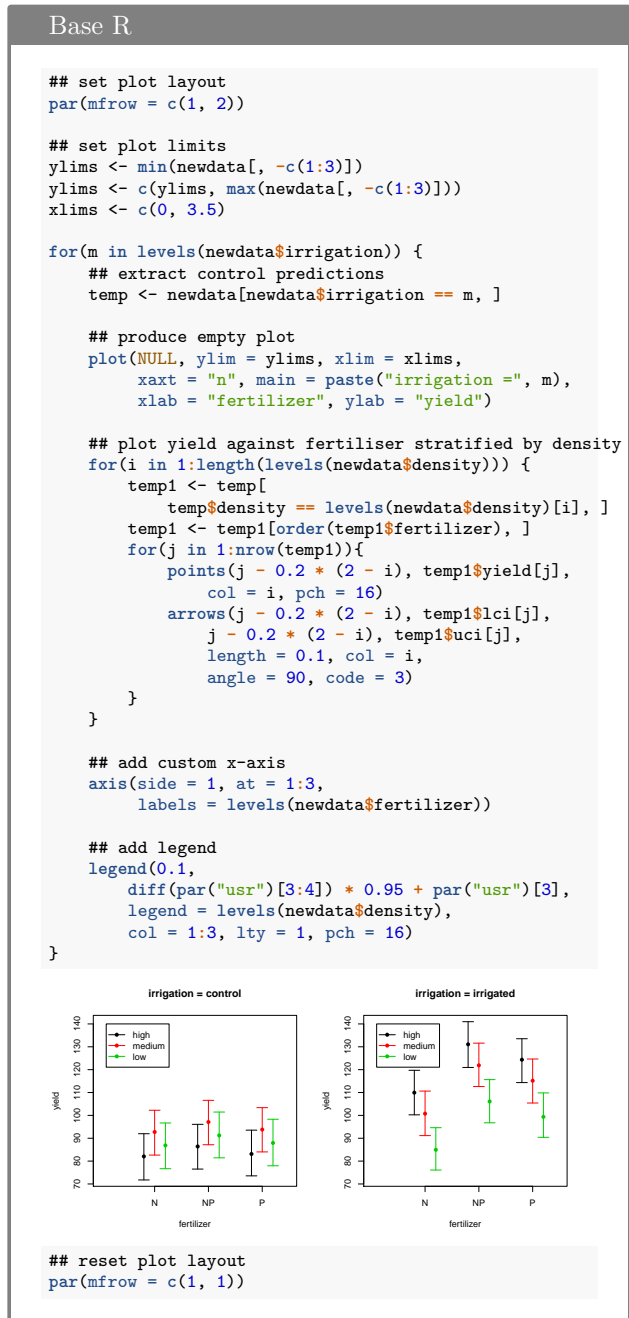 Base R
## set plot layout
par(mfrow = c(1, 2))
## set plot limits
ylims <- min(newdata[, -c(1:3)])
ylims <- c(ylims, max(newdata[, -c(1:3)]))
xlims <- c(0, 3.5)
for(m in levels(newdata$irrigation)) {
    ## extract control predictions
    temp <- newdata[newdata$irrigation == m, ]
    ## produce empty plot
    plot(NULL, ylim = ylims, xlim = xlims,
         xaxt = "n", main = paste("irrigation =", m),
         xlab = "fertilizer", ylab = "yield")
    ## plot yield against fertiliser stratified by density
    for(i in 1:length(levels(newdata$density))) {
        temp1 <- temp[
            temp$density == levels(newdata$density)[i], ]
        temp1 <- temp1[order(temp1$fertilizer), ]
        for(j in 1:nrow(temp1)){
            points(j - 0.2 * (2 - i), temp1$yield[j],
                col = i, pch = 16)
            arrows(j - 0.2 * (2 - i), temp1$lci[j],
                j - 0.2 * (2 - i), temp1$uci[j],
                length = 0.1, col = i,
                angle = 90, code = 3)
        }
    }
    ## add custom x-axis
    axis(side = 1, at = 1:3,
         labels = levels(newdata$fertilizer))
    ## add legend
    legend(0.1,
        diff(par("usr")[3:4]) * 0.95 + par("usr")[3],
        legend = levels(newdata$density),
        col = 1:3, lty = 1, pch = 16)
}
irrigation = control
140
130
120
110
100
90
80
70
yield
high
medium
low
N NP P
fertilizer
irrigation = irrigated
140
130
120
110
100
90
80
70
yield
high
medium
low
N NP P
fertilizer
## reset plot layout
par(mfrow = c(1, 1))